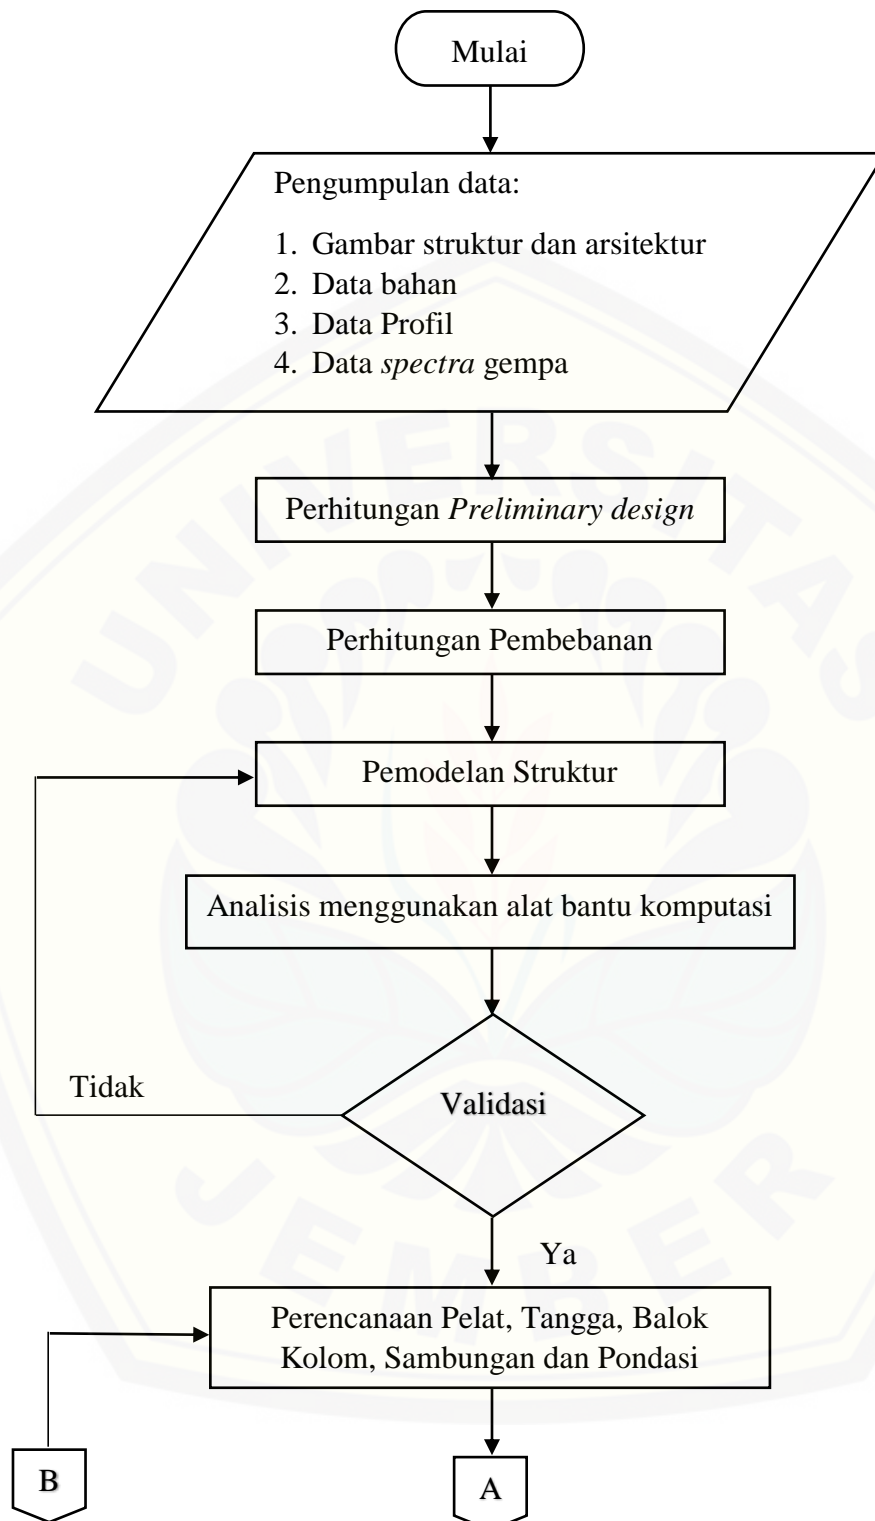 Mulai
Pengumpulan data:
1. Gambar struktur dan arsitektur
2. Data bahan
3. Data Profil
4. Data spectra gempa
Perhitungan Preliminary design
Perhitungan Pembebanan
Pemodelan Struktur
Analisis menggunakan alat bantu komputasi
Validasi
Tidak
Ya
Perencanaan Pelat, Tangga, Balok
Kolom, Sambungan dan Pondasi
B
A
UNIVERSITAS
JEMBER